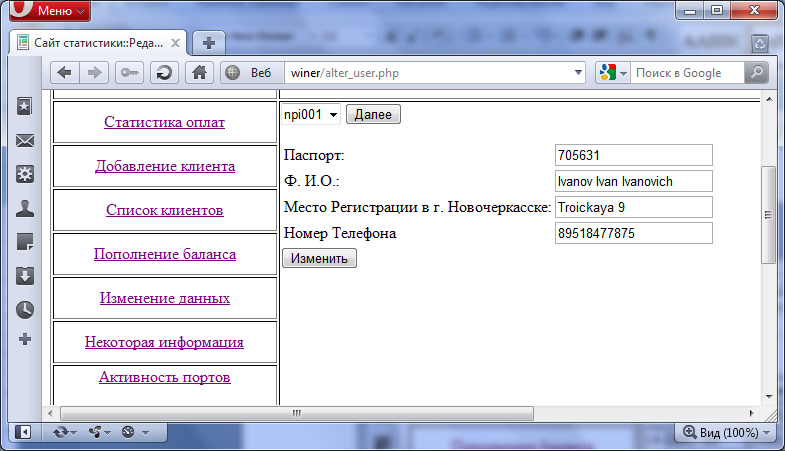 Меню
Сайт статистики::Реда...
Веб
winer/alter_user.php
Поиск в Google
Статистика оплат
Добавление клиента
Список клиентов
Пополнение баланса
Изменение данных
Некоторая информация
Активность портов
npi001
Далее
Паспорт: 705631
Ф. И.О.: Ivanov Ivan Ivanovich
Место Регистрации в г. Новочеркасске: Troickaya 9
Номер Телефона 89518477875
Изменить
Вид (100%)